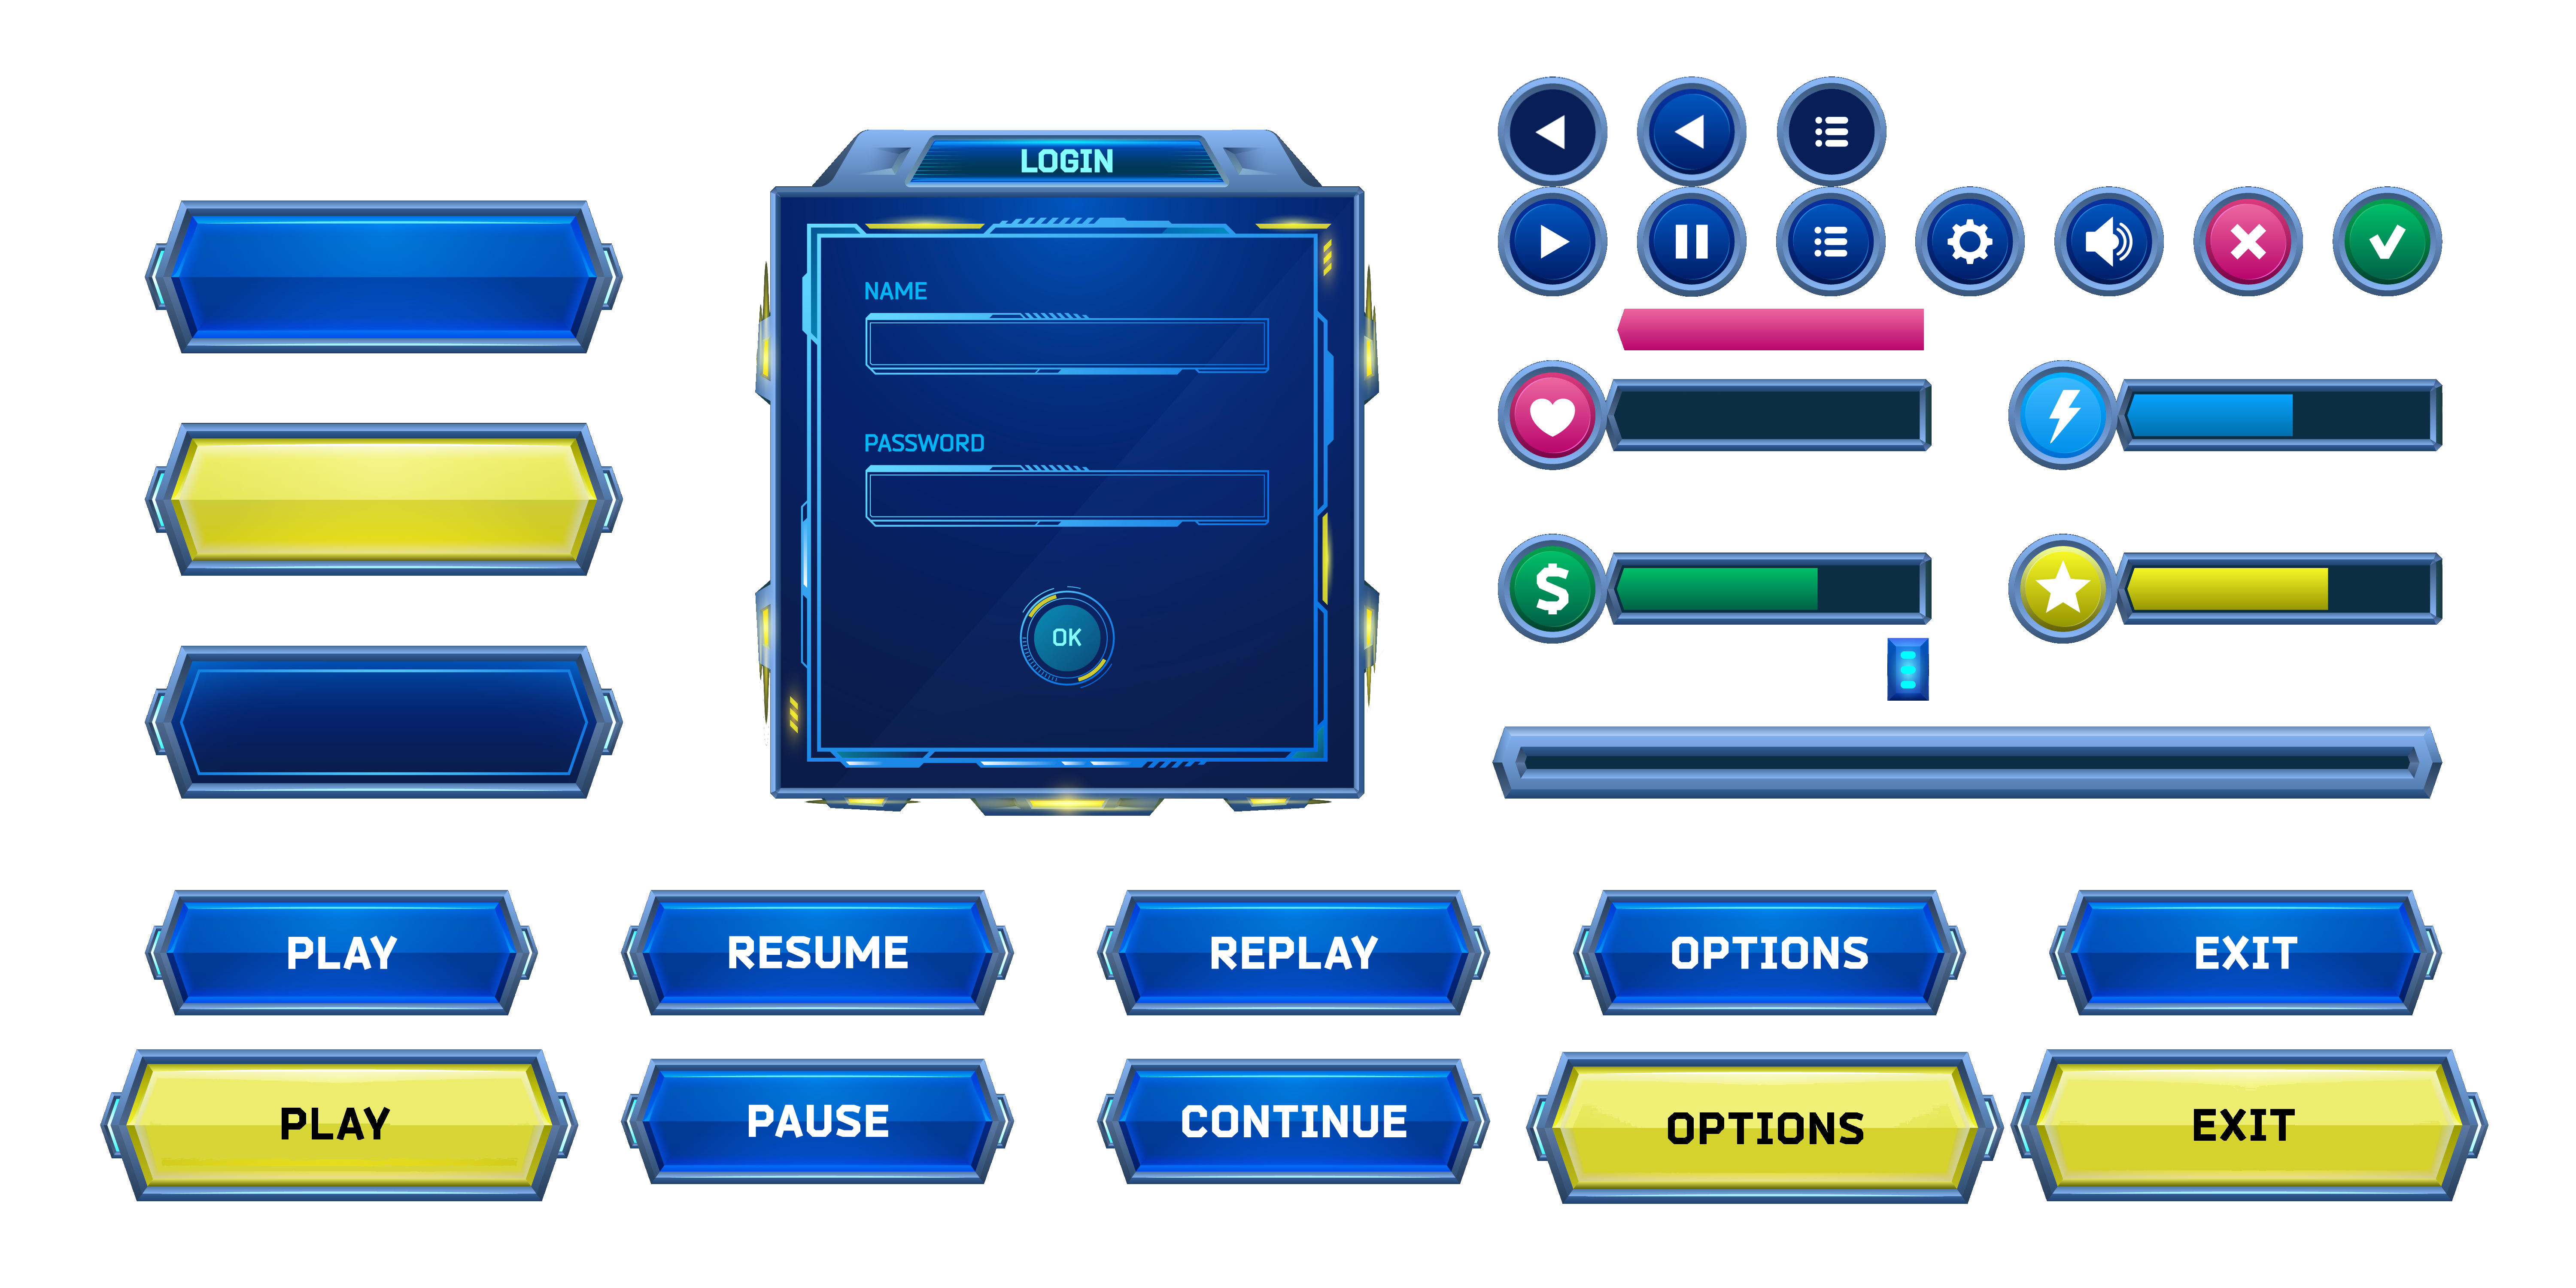 LOGIN
NAME
PASSWORD
OK
$
PLAY
RESUME
REPLAY
OPTIONS
EXIT
PLAY
PAUSE
CONTINUE
OPTIONS
EXIT